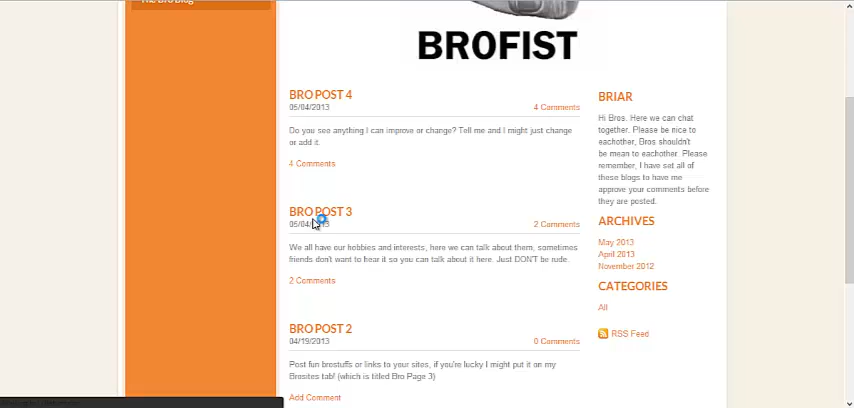 The Bro Blog
BROFIST
BRO POST 4
05/04/2013
4 Comments
Do you see anything I can improve or change? Tell me and I might just change
or add it.
4 Comments
BRO POST 3
05/04/2013
2 Comments
We all have our hobbies and interests, here we can talk about them, sometimes
friends don't want to hear it so you can talk about it here. Just DON'T be rude.
2 Comments
BRO POST 2
04/19/2013
0 Comments
Post fun brostuffs or links to your sites, if you're lucky I might put it on my
Brosites tab! (which is titled Bro Page 3)
Add Comment
BRIAR
Hi Bros. Here we can chat
together. Please be nice to
eachother, Bros shouldn't
be mean to eachother. Please
remember, I have set all of
these blogs to have me
approve your comments before
they are posted.
ARCHIVES
May 2013
April 2013
November 2012
CATEGORIES
All
RSS Feed